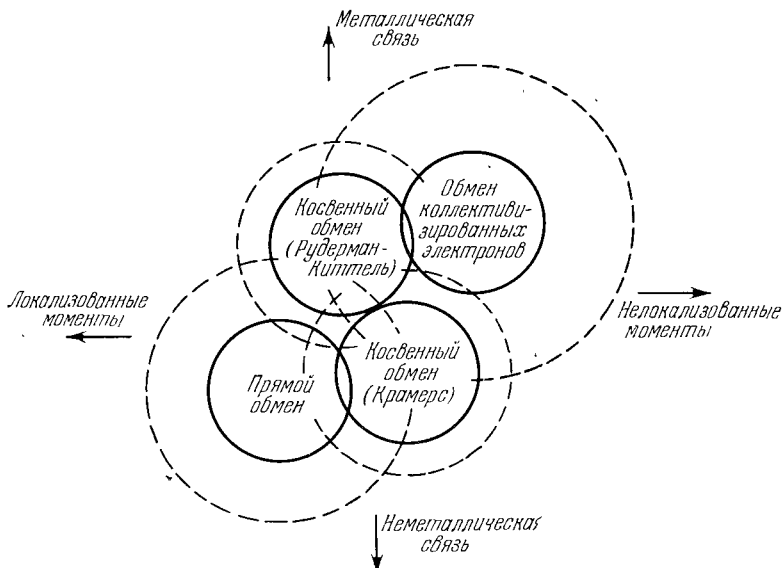 Металлическая
связь
Обмен
коллективи-
зированных
электронов
Косвенный
обмен
(Рудерман-
Киттель)
Локализованные
моменты
Нелокализованные
моменты
Косвенный
обмен
(Крамерс)
Прямой
обмен
Неметаллическая
связь